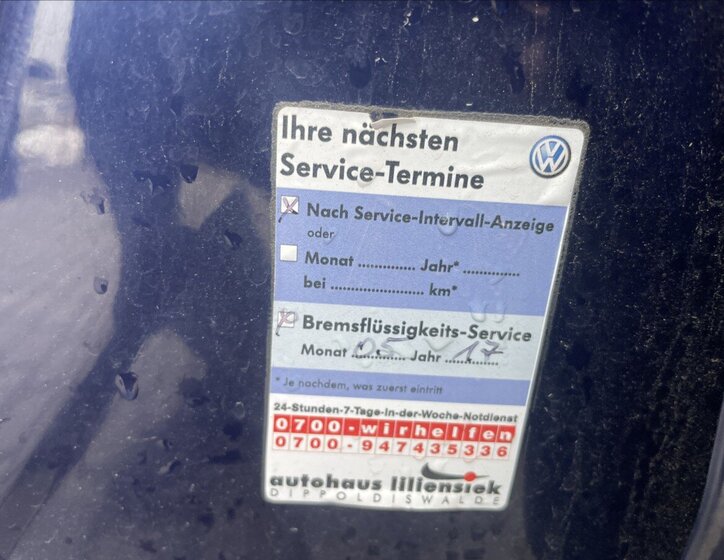 Ihre nächsten
Service-Termine
Nach Service-Intervall-Anzeige
oder
Monat .............. Jahr* ..............
bei ........................ km*
Bremsflüssigkeits-Service
Monat 05 Jahr 17
* Je nachdem, was zuerst eintritt
24-Stunden-7-Tage-in-der-Woche-Notdienst
0700-wirhelfen
0700-947435336
autohaus liliensiek
DIPPOLDISWALDE